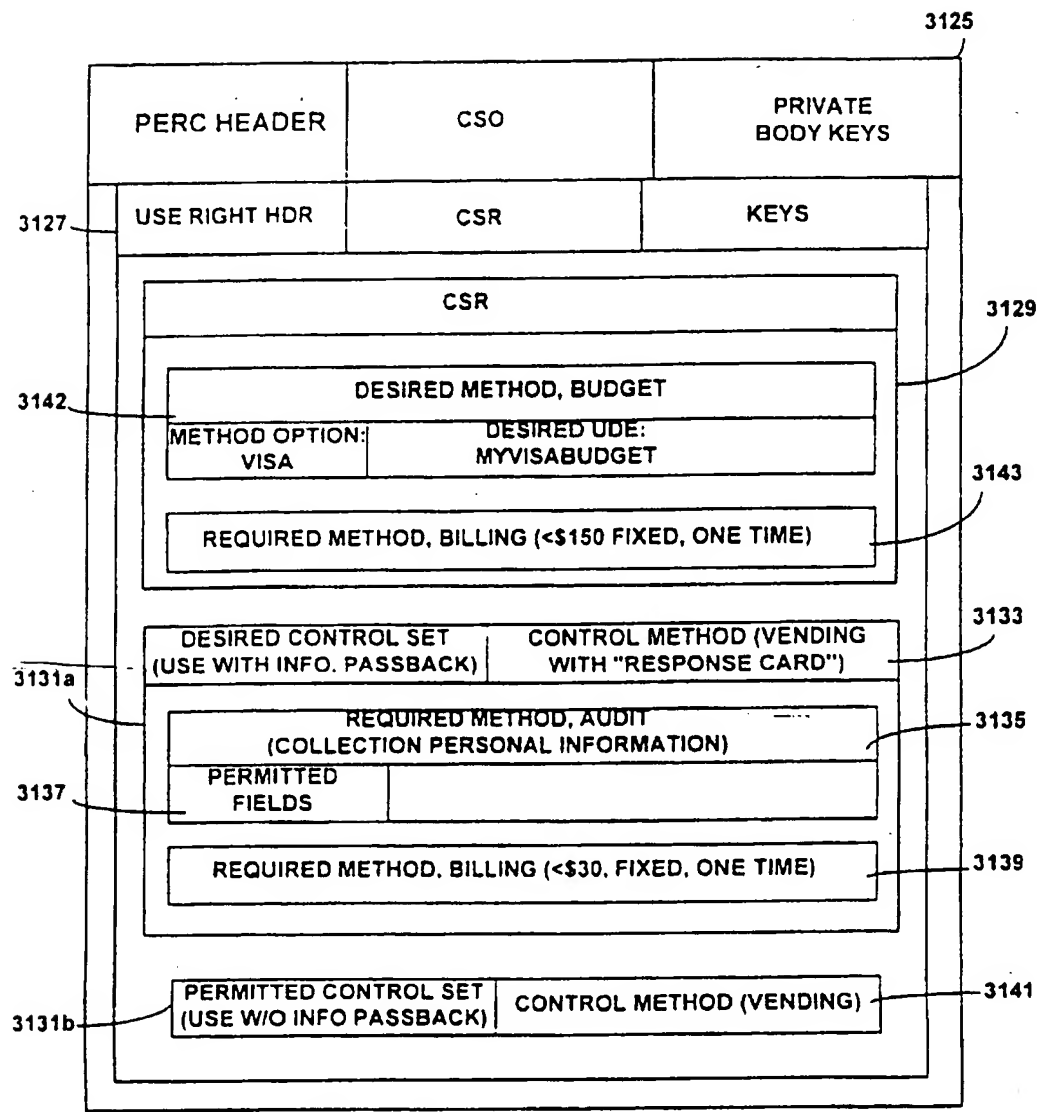 3125
PERC HEADER
CSO
PRIVATE
BODY KEYS
3127
USE RIGHT HDR
CSR
KEYS
CSR
3129
3142
DESIRED METHOD, BUDGET
METHOD OPTION:
VISA
DESIRED UDE:
MYVISABUDGET
3143
REQUIRED METHOD, BILLING (<$150 FIXED, ONE TIME)
3133
DESIRED CONTROL SET
(USE WITH INFO. PASSBACK)
CONTROL METHOD (VENDING
WITH "RESPONSE CARD")
3131a
REQUIRED METHOD, AUDIT
(COLLECTION PERSONAL INFORMATION)
3135
3137
PERMITTED
FIELDS
REQUIRED METHOD, BILLING (<$30, FIXED, ONE TIME)
3139
3131b
PERMITTED CONTROL SET
(USE W/O INFO PASSBACK)
CONTROL METHOD (VENDING)
3141